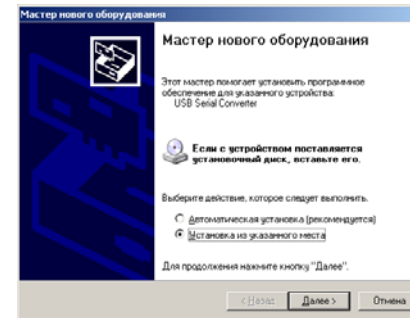 Мастер нового оборудования
Мастер нового оборудования
Этот мастер помогает установить программное
обеспечение для указанного устройства:
USB Serial Converter
Если с устройством поставляется
установочный диск, вставьте его.
Выберите действие, которое следует выполнить.
Автоматическая установка (рекомендуется)
Установка из указанного места
Для продолжения нажмите кнопку "Далее".
< Назад Далее > Отмена